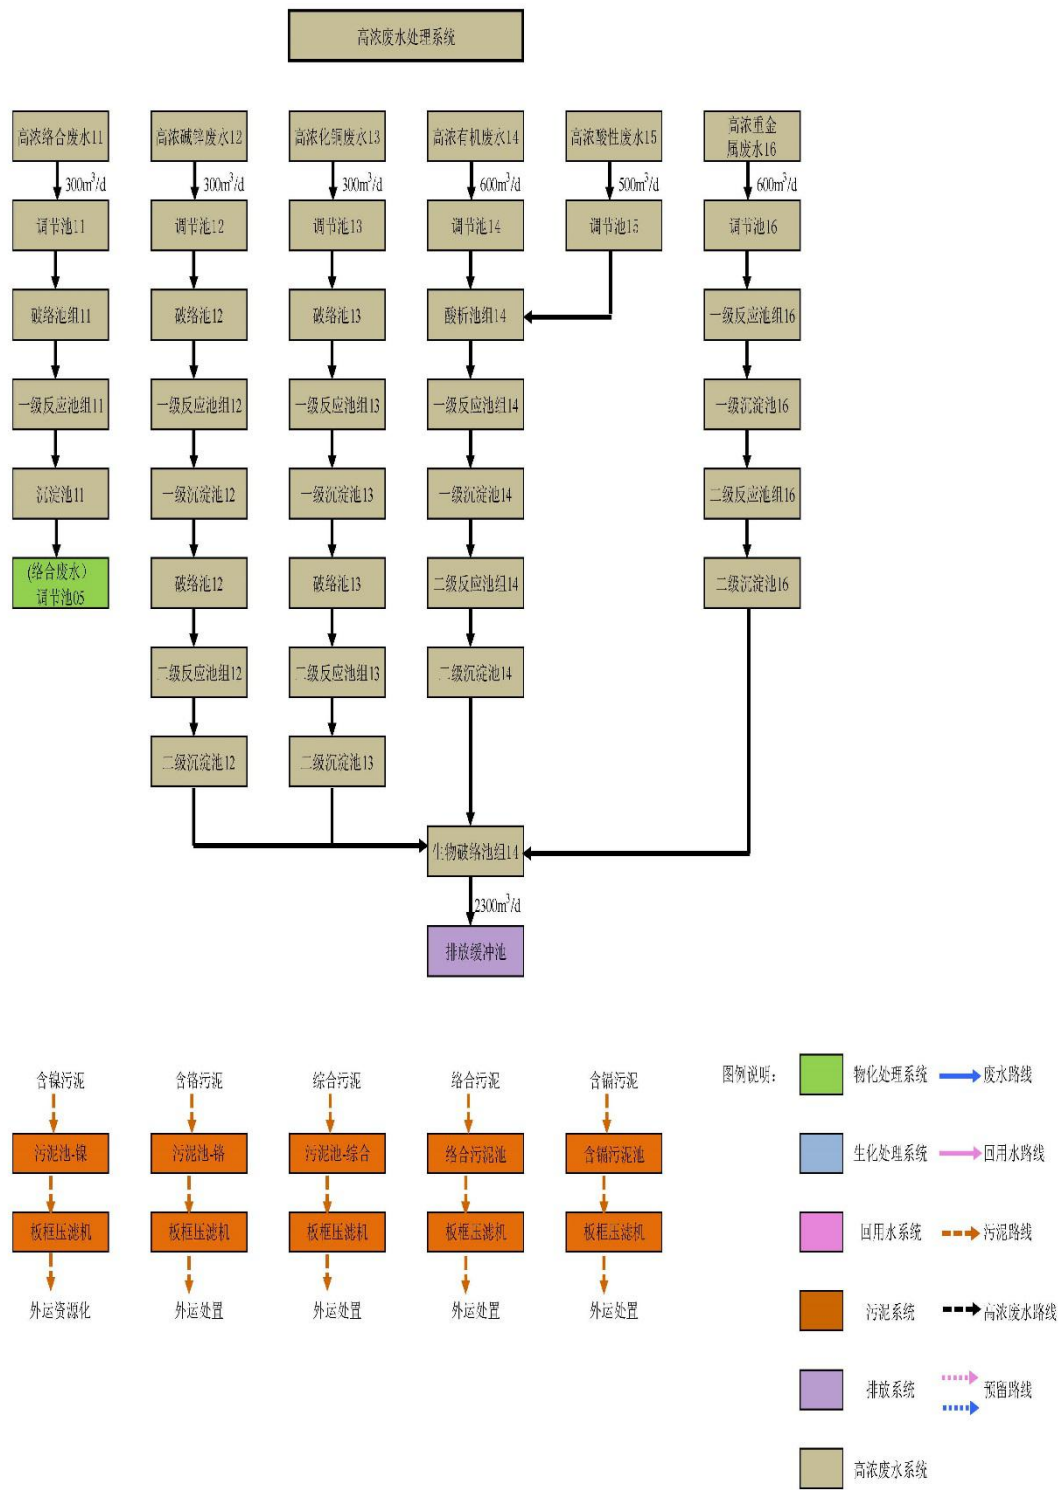 高浓废水处理系统
高浓络合废水11
高浓碱锌废水12
高浓化铜废水13
高浓有机废水14
高浓酸性废水15
高浓重金
属废水16
300m³/d
300m³/d
300m³/d
600m³/d
500m³/d
600m³/d
调节池11
调节池12
调节池13
调节池14
调节池15
调节池16
破络池组11
破络池12
破络池13
酸析池组14
一级反应池组16
一级反应池组11
一级反应池组12
一级反应池组13
一级反应池组14
一级沉淀池16
沉淀池11
一级沉淀池12
一级沉淀池13
一级沉淀池14
二级反应池组16
(络合废水）
调节池05
破络池12
破络池13
二级反应池组14
二级沉淀池16
二级反应池组12
二级反应池组13
二级沉淀池14
二级沉淀池12
二级沉淀池13
生物破络池组14
2300m³/d
排放缓冲池
含镍污泥
含铬污泥
综合污泥
络合污泥
含镉污泥
污泥池-镍
污泥池-铬
污泥池-综合
络合污泥池
含镉污泥池
板框压滤机
板框压滤机
板框压滤机
板框压滤机
板框压滤机
外运资源化
外运处置
外运处置
外运处置
外运处置
图例说明：
物化处理系统
废水路线
生化处理系统
回用水路线
回用水系统
污泥路线
污泥系统
高浓废水路线
排放系统
预留路线
高浓废水系统